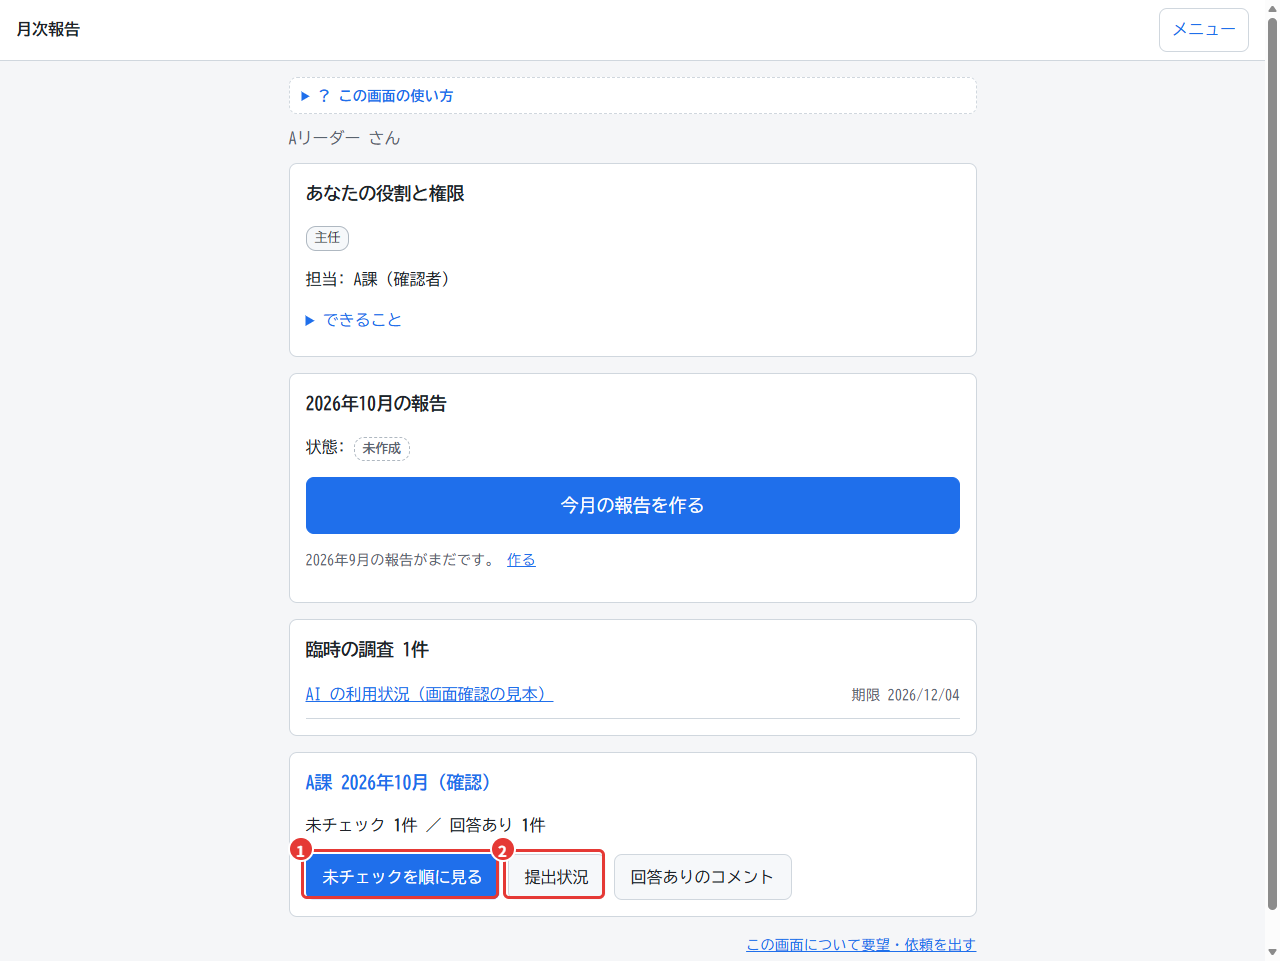 月次報告
メニュー
? この画面の使い方
Aリーダー さん
あなたの役割と権限
主任
担当: A課（確認者）
できること
2026年10月の報告
状態: 未作成
今月の報告を作る
2026年9月の報告がまだです。 作る
臨時の調査 1件
AI の利用状況（画面確認の見本） 期限 2026/12/04
A課 2026年10月（確認）
未チェック 1件 ／ 回答あり 1件
1 2
未チェックを順に見る 提出状況 回答ありのコメント
この画面について要望・依頼を出す